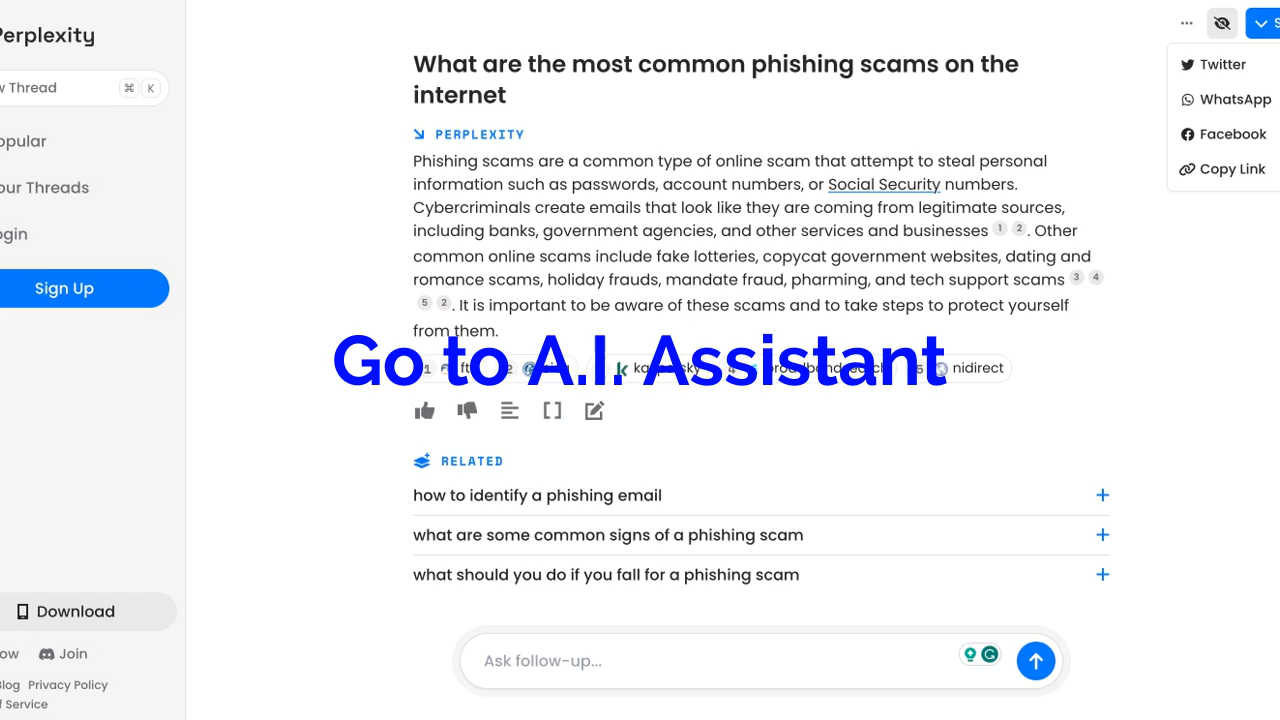 Perplexity
w Thread
⌘ K
opular
our Threads
ogin
Sign Up
Download
ow Join
Blog Privacy Policy
f Service
What are the most common phishing scams on the
internet
PERPLEXITY
Phishing scams are a common type of online scam that attempt to steal personal
information such as passwords, account numbers, or Social Security numbers.
Cybercriminals create emails that look like they are coming from legitimate sources,
including banks, government agencies, and other services and businesses 1 2. Other
common online scams include fake lotteries, copycat government websites, dating and
romance scams, holiday frauds, mandate fraud, pharming, and tech support scams 3 4
5 2. It is important to be aware of these scams and to take steps to protect yourself
from them.
Go to A.I. Assistant
1 2 kaspersky 4 broadbandsearch 5 nidirect
RELATED
how to identify a phishing email
what are some common signs of a phishing scam
what should you do if you fall for a phishing scam
Ask follow-up...
Twitter
WhatsApp
Facebook
Copy Link